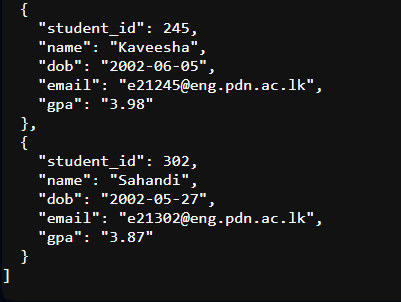 {
"student_id": 245,
"name": "Kaveesha",
"dob": "2002-06-05",
"email": "e21245@eng.pdn.ac.lk",
"gpa": "3.98"
},
{
"student_id": 302,
"name": "Sahandi",
"dob": "2002-05-27",
"email": "e21302@eng.pdn.ac.lk",
"gpa": "3.87"
}
]